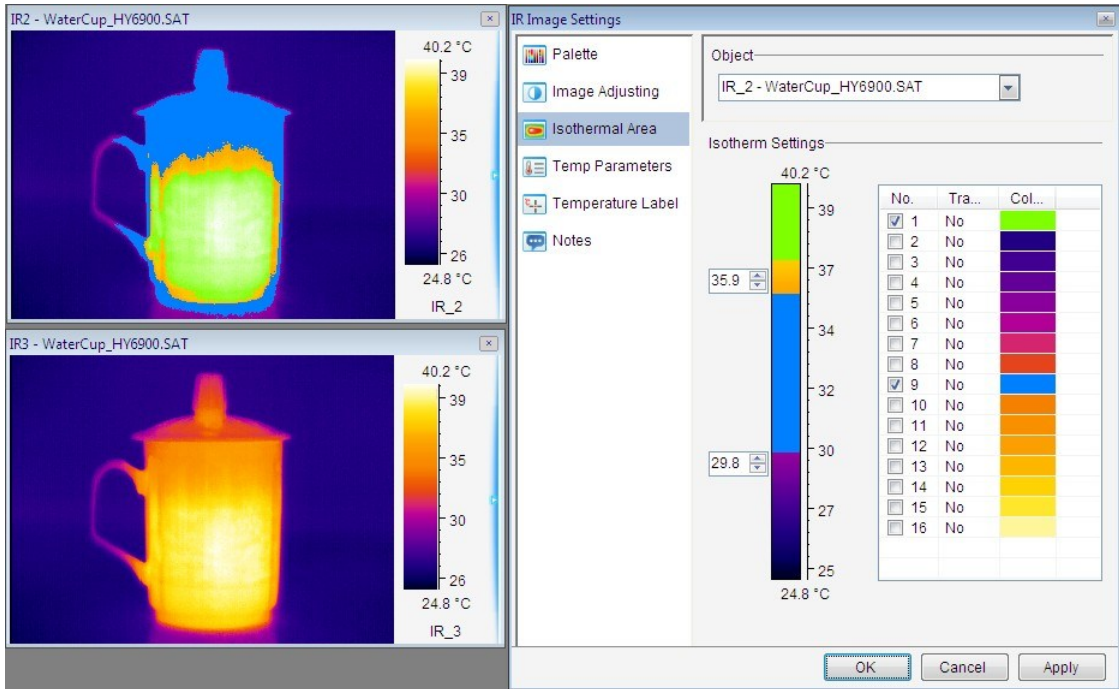 IR2 - WaterCup_HY6900.SAT
40.2 °C
39
35
30
26
24.8 °C
IR_2
IR3 - WaterCup_HY6900.SAT
40.2 °C
39
35
30
26
24.8 °C
IR_3
IR Image Settings
Palette
Image Adjusting
Isothermal Area
Temp Parameters
Temperature Label
Notes
Object
IR_2 - WaterCup_HY6900.SAT
Isotherm Settings
40.2 °C
39
37
35.9
34
32
30
29.8
27
25
24.8 °C
No. Tra... Col...
1 No
2 No
3 No
4 No
5 No
6 No
7 No
8 No
9 No
10 No
11 No
12 No
13 No
14 No
15 No
16 No
OK Cancel Apply